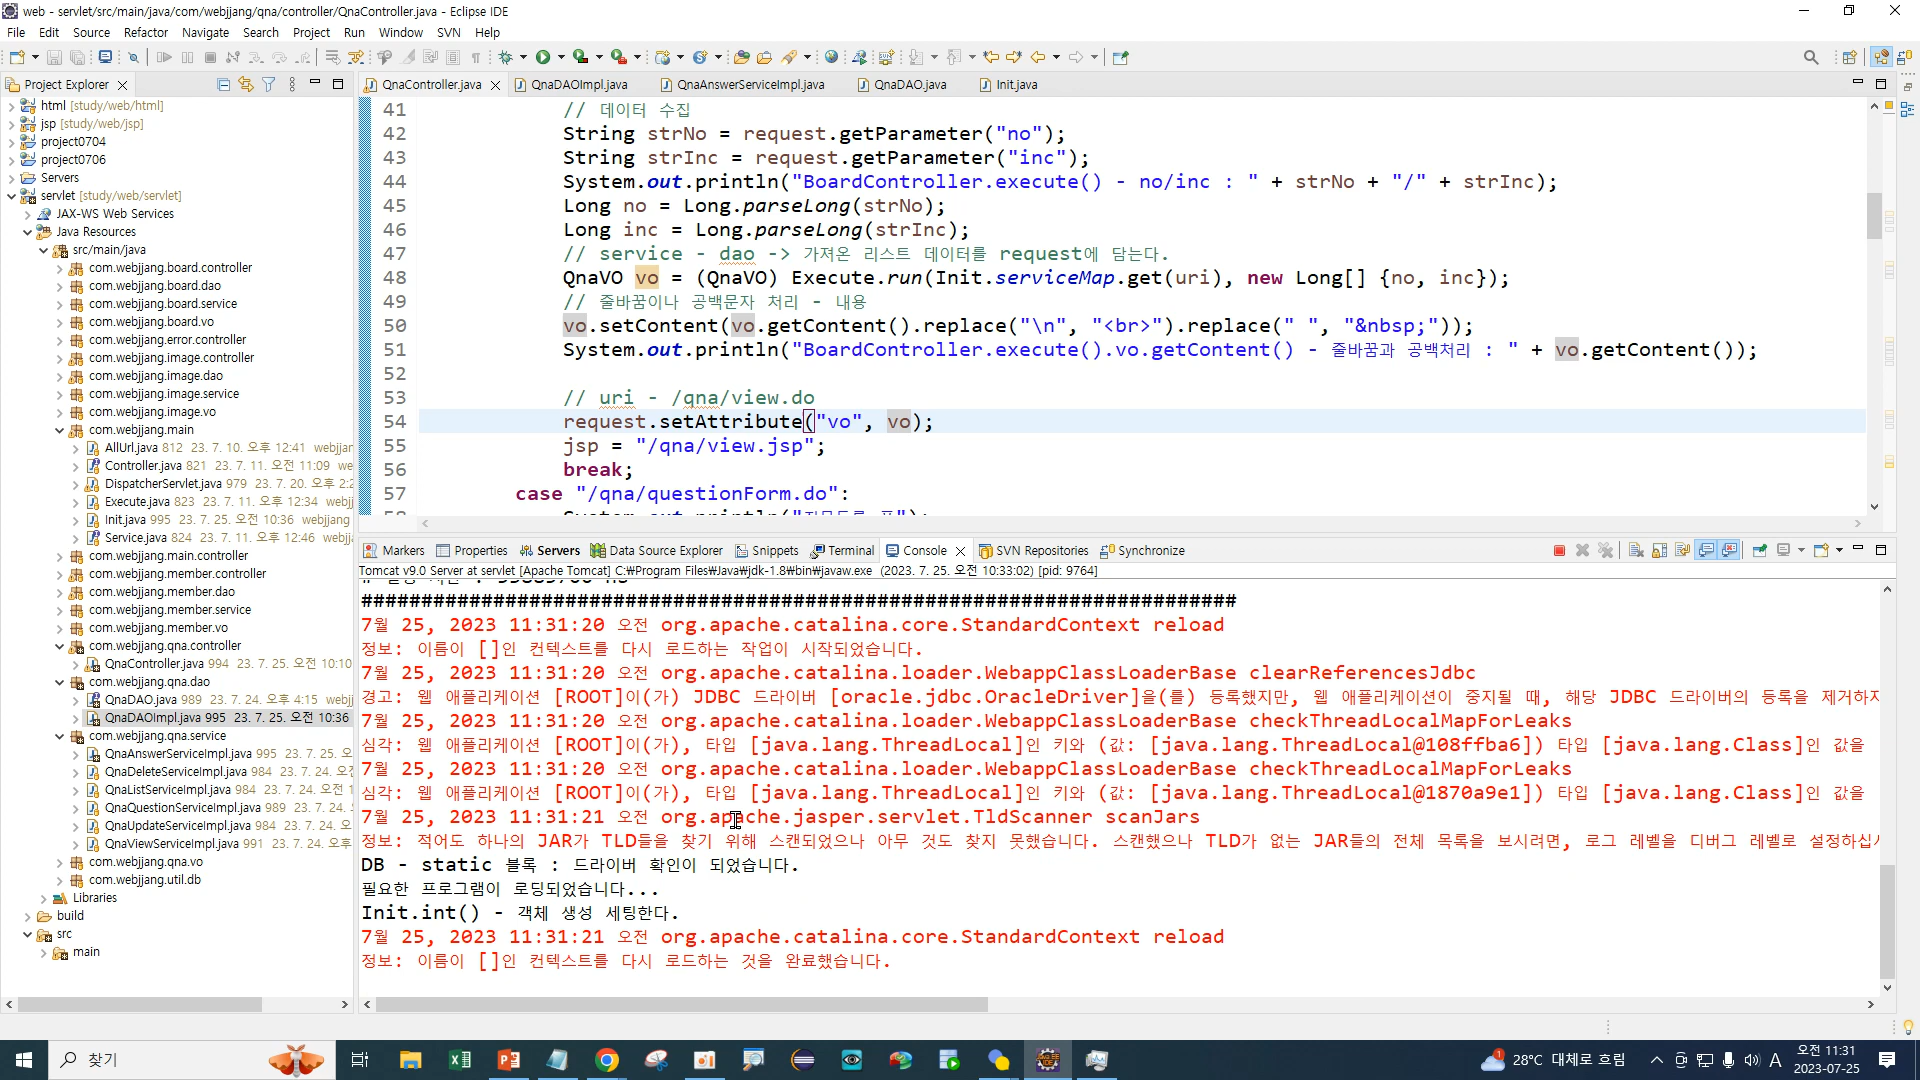 web - servlet/src/main/java/com/webjjang/qna/controller/QnaController.java - Eclipse IDE
File Edit Source Refactor Navigate Search Project Run Window SVN Help
Project Explorer
html [study/web/html]
jsp [study/web/jsp]
project0704
project0706
Servers
servlet [study/web/servlet]
JAX-WS Web Services
Java Resources
src/main/java
com.webjjang.board.controller
com.webjjang.board.dao
com.webjjang.board.service
com.webjjang.board.vo
com.webjjang.error.controller
com.webjjang.image.controller
com.webjjang.image.dao
com.webjjang.image.service
com.webjjang.image.vo
com.webjjang.main
AllUrl.java 812 23. 7. 10. 오후 12:41 webjjan
Controller.java 821 23. 7. 11. 오전 11:09 we
DispatcherServlet.java 979 23. 7. 20. 오후 2:2
Execute.java 823 23. 7. 11. 오후 12:34 webjj
Init.java 995 23. 7. 25. 오전 10:36 webjjang
Service.java 824 23. 7. 11. 오후 12:46 webjj
com.webjjang.main.controller
com.webjjang.member.controller
com.webjjang.member.dao
com.webjjang.member.service
com.webjjang.member.vo
com.webjjang.qna.controller
QnaController.java 994 23. 7. 25. 오전 10:10
com.webjjang.qna.dao
QnaDAO.java 989 23. 7. 24. 오후 4:15 webj
QnaDAOImpl.java 995 23. 7. 25. 오전 10:36
com.webjjang.qna.service
QnaAnswerServiceImpl.java 995 23. 7. 25. 오
QnaDeleteServiceImpl.java 984 23. 7. 24. 오
QnaListServiceImpl.java 984 23. 7. 24. 오전 1
QnaQuestionServiceImpl.java 989 23. 7. 24.
QnaUpdateServiceImpl.java 984 23. 7. 24. 오
QnaViewServiceImpl.java 991 23. 7. 24. 오후
com.webjjang.qna.vo
com.webjjang.util.db
Libraries
build
src
main
QnaController.java QnaDAOImpl.java QnaAnswerServiceImpl.java QnaDAO.java Init.java
41 // 데이터 수집
42 String strNo = request.getParameter("no");
43 String strInc = request.getParameter("inc");
44 System.out.println("BoardController.execute() - no/inc : " + strNo + "/" + strInc);
45 Long no = Long.parseLong(strNo);
46 Long inc = Long.parseLong(strInc);
47 // service - dao -> 가져온 리스트 데이터를 request에 담는다.
48 QnaVO vo = (QnaVO) Execute.run(Init.serviceMap.get(uri), new Long[] {no, inc});
49 // 줄바꿈이나 공백문자 처리 - 내용
50 vo.setContent(vo.getContent().replace("\n", "<br>").replace(" ", "&nbsp;"));
51 System.out.println("BoardController.execute().vo.getContent() - 줄바꿈과 공백처리 : " + vo.getContent());
52
53 // uri - /qna/view.do
54 request.setAttribute("vo", vo);
55 jsp = "/qna/view.jsp";
56 break;
57 case "/qna/questionForm.do":
Markers Properties Servers Data Source Explorer Snippets Terminal Console SVN Repositories Synchronize
Tomcat v9.0 Server at servlet [Apache Tomcat] C:₩Program Files₩Java₩jdk-1.8₩bin₩javaw.exe (2023. 7. 25. 오전 10:33:02) [pid: 9764]
#########################################################################
7월 25, 2023 11:31:20 오전 org.apache.catalina.core.StandardContext reload
정보: 이름이 []인 컨텍스트를 다시 로드하는 작업이 시작되었습니다.
7월 25, 2023 11:31:20 오전 org.apache.catalina.loader.WebappClassLoaderBase clearReferencesJdbc
경고: 웹 애플리케이션 [ROOT]이(가) JDBC 드라이버 [oracle.jdbc.OracleDriver]을(를) 등록했지만, 웹 애플리케이션이 중지될 때, 해당 JDBC 드라이버의 등록을 제거하지
7월 25, 2023 11:31:20 오전 org.apache.catalina.loader.WebappClassLoaderBase checkThreadLocalMapForLeaks
심각: 웹 애플리케이션 [ROOT]이(가), 타입 [java.lang.ThreadLocal]인 키와 (값: [java.lang.ThreadLocal@108ffba6]) 타입 [java.lang.Class]인 값을
7월 25, 2023 11:31:20 오전 org.apache.catalina.loader.WebappClassLoaderBase checkThreadLocalMapForLeaks
심각: 웹 애플리케이션 [ROOT]이(가), 타입 [java.lang.ThreadLocal]인 키와 (값: [java.lang.ThreadLocal@1870a9e1]) 타입 [java.lang.Class]인 값을
7월 25, 2023 11:31:21 오전 org.apache.jasper.servlet.TldScanner scanJars
정보: 적어도 하나의 JAR가 TLD들을 찾기 위해 스캔되었으나 아무 것도 찾지 못했습니다. 스캔했으나 TLD가 없는 JAR들의 전체 목록을 보시려면, 로그 레벨을 디버그 레벨로 설정하십
DB - static 블록 : 드라이버 확인이 되었습니다.
필요한 프로그램이 로딩되었습니다...
Init.int() - 객체 생성 세팅한다.
7월 25, 2023 11:31:21 오전 org.apache.catalina.core.StandardContext reload
정보: 이름이 []인 컨텍스트를 다시 로드하는 것을 완료했습니다.
찾기
28°C 대체로 흐림
A
오전 11:31
2023-07-25